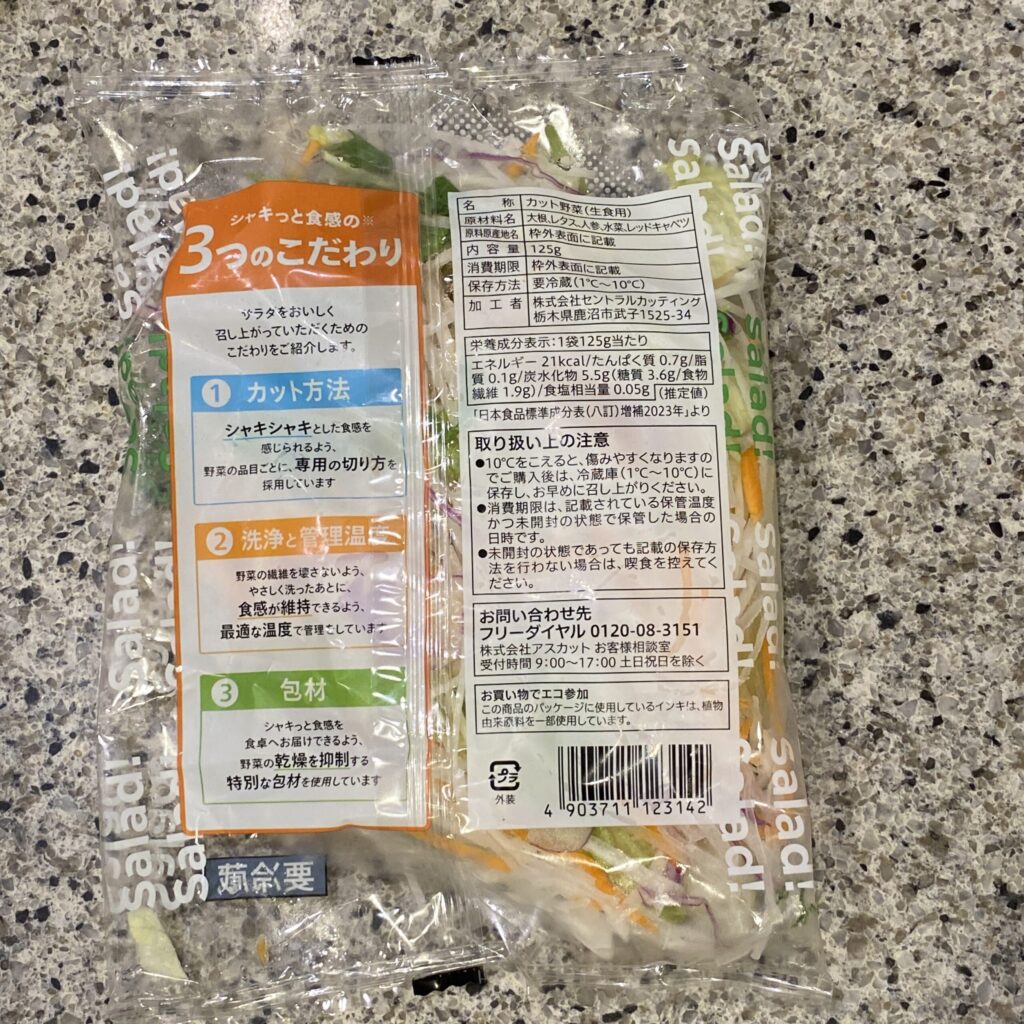 シャキっと食感の※
3つのこだわり
サラダをおいしく
召し上がっていただくための
こだわりをご紹介します。
1 カット方法
シャキシャキとした食感を
感じられるよう、
野菜の品目ごとに、専用の切り方を
採用しています
2 洗浄と管理温度
野菜の繊維を壊さないよう、
やさしく洗ったあとに、
食感が維持できるよう、
最適な温度で管理をしています
3 包材
シャキっと食感を
食卓へお届けできるよう、
野菜の乾燥を抑制する
特別な包材を使用しています
名称 カット野菜(生食用)
原材料名 大根、レタス、人参、水菜、レッドキャベツ
原料原産地名 枠外表面に記載
内容量 125g
消費期限 枠外表面に記載
保存方法 要冷蔵(1℃〜10℃)
加工者 株式会社セントラルカッティング
栃木県鹿沼市武子1525-34
栄養成分表示:1袋125g当たり
エネルギー 21kcal/たんぱく質 0.7g/脂
質 0.1g/炭水化物 5.5g(糖質 3.6g/食物
繊維 1.9g)/食塩相当量 0.05g (推定値)
「日本食品標準成分表(八訂)増補2023年」より
取り扱い上の注意
●10℃をこえると、傷みやすくなりますの
でご購入後は、冷蔵庫(1℃〜10℃)に
保存し、お早めに召し上がりください。
●消費期限は、記載されている保管温度
かつ未開封の状態で保管した場合の
日時です。
●未開封の状態であっても記載の保存方
法を行わない場合は、喫食を控えてく
ださい。
お問い合わせ先
フリーダイヤル 0120-08-3151
株式会社アスカット お客様相談室
受付時間 9:00〜17:00 土日祝日を除く
お買い物でエコ参加
この商品のパッケージに使用しているインキは、植物
由来原料を一部使用しています。
プラ
外装
4 903711 123142
Salad!
Salad!
Salad!
Salad!
Salad!
Salad!
Salad!
Salad!
要冷蔵